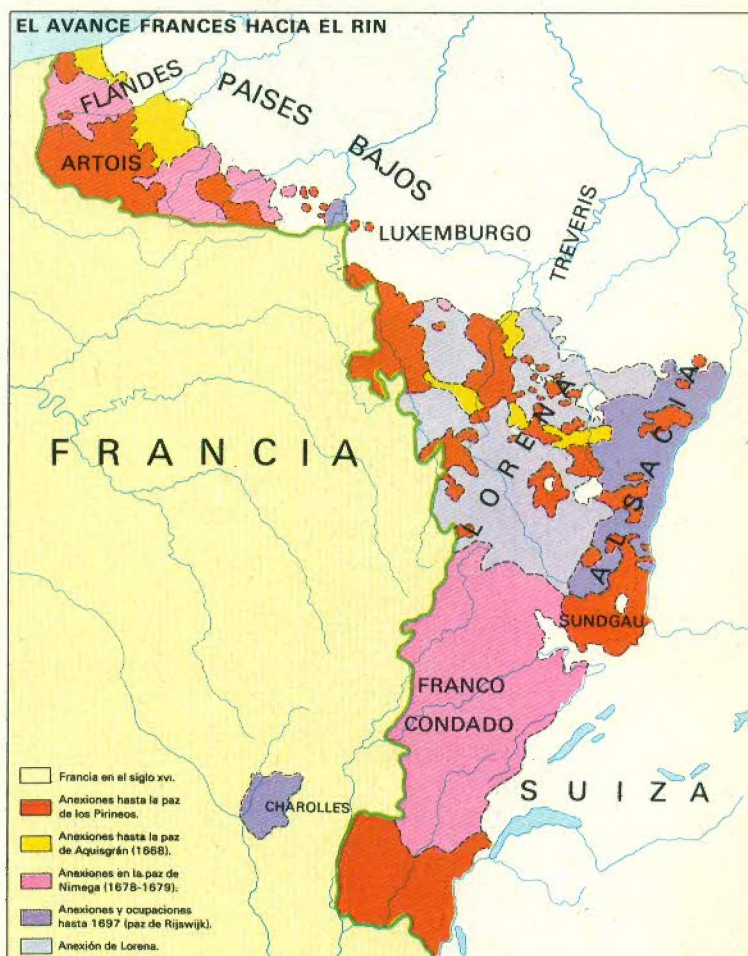 EL AVANCE FRANCES HACIA EL RIN
FLANDES
PAISES
BAJOS
ARTOIS
LUXEMBURGO
TREVERIS
FRANCIA
LORENA
ALSACIA
SUNDGAU
FRANCO
CONDADO
SUIZA
CHAROLLES
Francia en el siglo XVI.
Anexiones hasta la paz
de los Pirineos.
Anexiones hasta la paz
de Aquisgrán (1668).
Anexiones en la paz de
Nimega (1678-1679).
Anexiones y ocupaciones
hasta 1697 (paz de Rijswijk).
Anexión de Lorena.